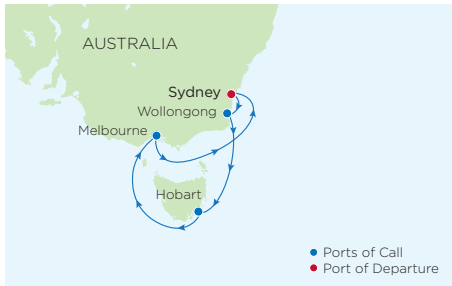 AUSTRALIA
Sydney
Wollongong
Melbourne
Hobart
Ports of Call
Port of Departure